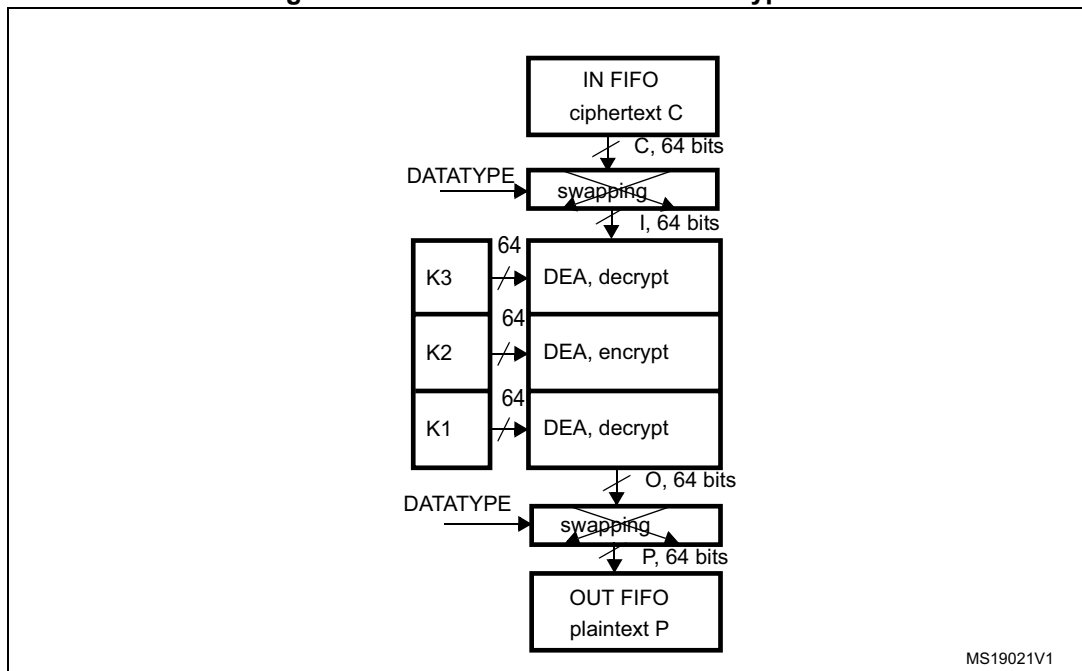 IN FIFO
ciphertext C
C, 64 bits
DATATYPE
swapping
I, 64 bits
64
K3
DEA, decrypt
64
K2
DEA, encrypt
64
K1
DEA, decrypt
O, 64 bits
DATATYPE
swapping
P, 64 bits
OUT FIFO
plaintext P
MS19021V1